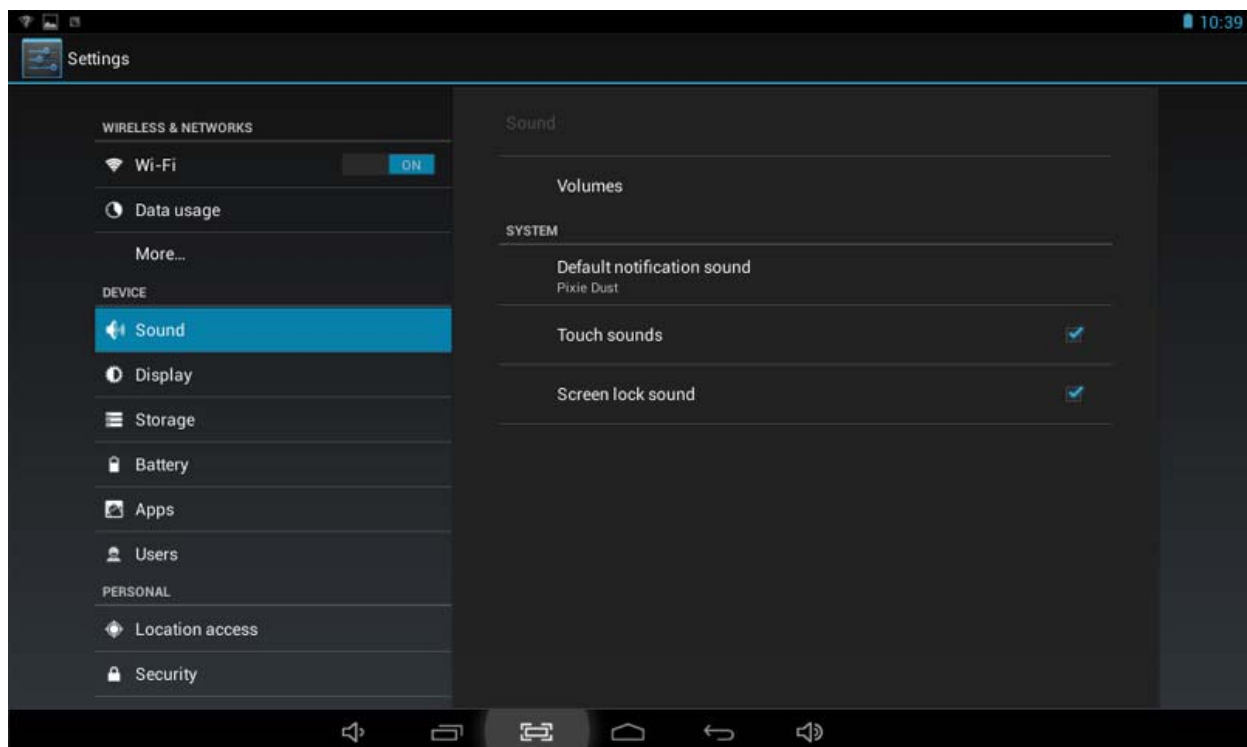 10:39
Settings
WIRELESS & NETWORKS
Wi-Fi ON
Data usage
More...
DEVICE
Sound
Display
Storage
Battery
Apps
Users
PERSONAL
Location access
Security
Sound
Volumes
SYSTEM
Default notification sound
Pixie Dust
Touch sounds
Screen lock sound